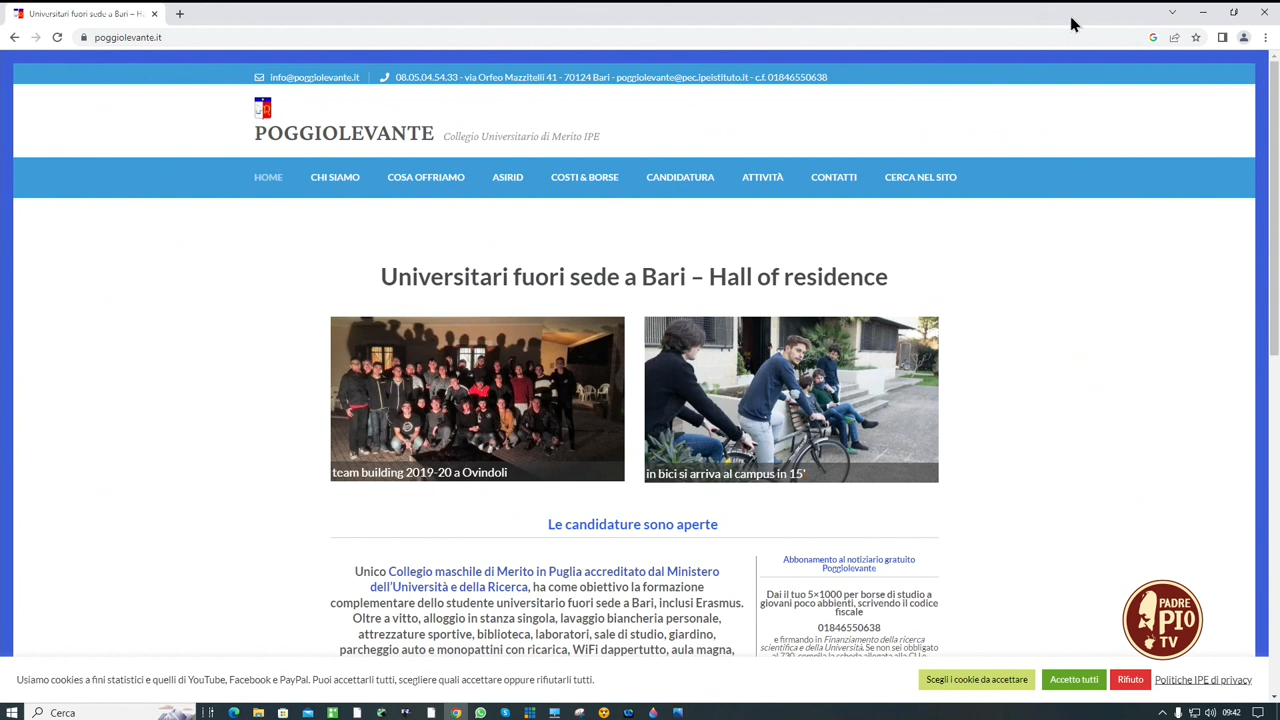 Universitari fuori sede a Bari – H
poggiolevante.it
info@poggiolevante.it
08.05.04.54.33 - via Orfeo Mazzitelli 41 - 70124 Bari - poggiolevante@pec.ipeistituto.it - c.f. 01846550638
POGGIOLEVANTE Collegio Universitario di Merito IPE
HOME CHI SIAMO COSA OFFRIAMO ASIRID COSTI & BORSE CANDIDATURA ATTIVITÀ CONTATTI CERCA NEL SITO
Universitari fuori sede a Bari – Hall of residence
team building 2019-20 a Ovindoli
in bici si arriva al campus in 15'
Le candidature sono aperte
Unico Collegio maschile di Merito in Puglia accreditato dal Ministero
dell'Università e della Ricerca, ha come obiettivo la formazione
complementare dello studente universitario fuori sede a Bari, inclusi Erasmus.
Oltre a vitto, alloggio in stanza singola, lavaggio biancheria personale,
attrezzature sportive, biblioteca, laboratori, sale di studio, giardino,
parcheggio auto e monopattini con ricarica, WiFi dappertutto, aula magna,
Abbonamento al notiziario gratuito
Poggiolevante
Dai il tuo 5×1000 per borse di studio a
giovani poco abbienti, scrivendo il codice
fiscale
01846550638
e firmando in Finanziamento della ricerca
scientifica e della Università. Se non sei obbligato
al 730, compila la scheda allegata alla CU e
PADRE
PIO
TV
Usiamo cookies a fini statistici e quelli di YouTube, Facebook e PayPal. Puoi accettarli tutti, scegliere quali accettare oppure rifiutarli tutti.
Scegli i cookie da accettare
Accetto tutti
Rifiuto
Politiche IPE di privacy
Cerca
09:42